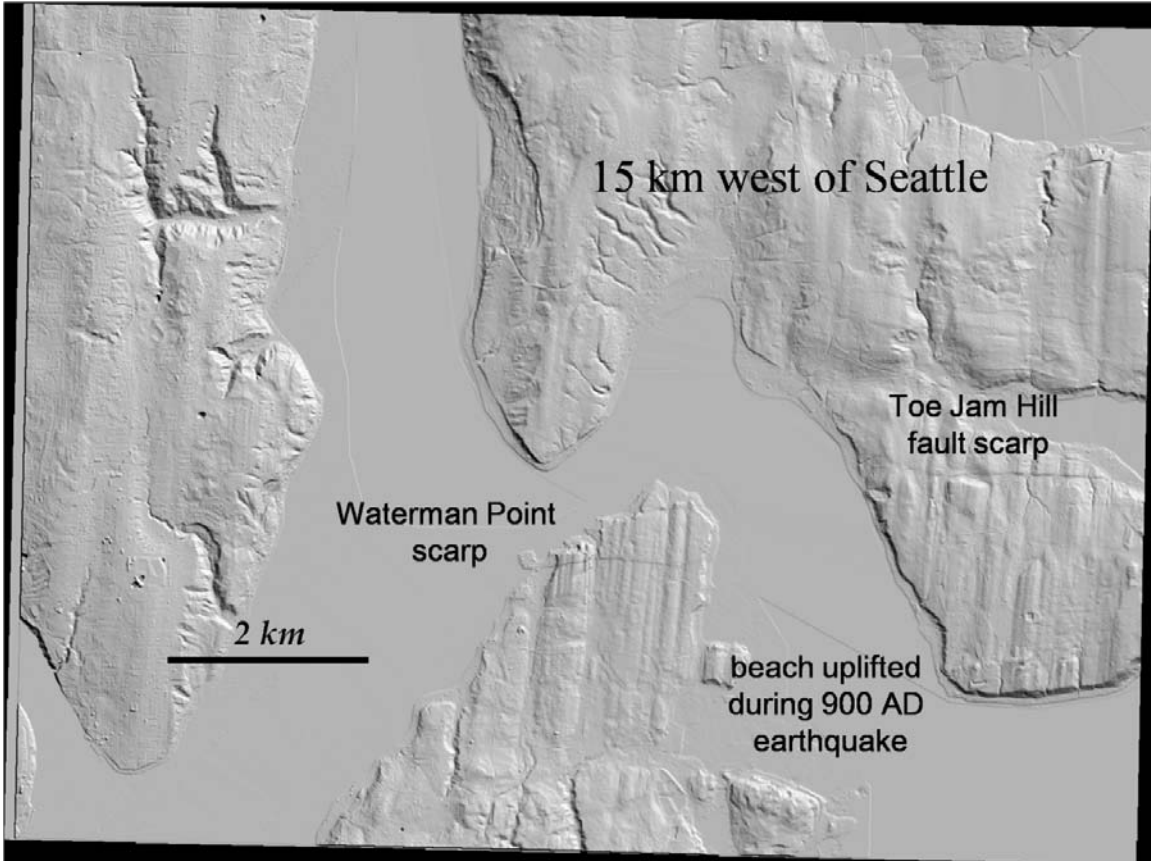 15 km west of Seattle
Toe Jam Hill
fault scarp
Waterman Point
scarp
2 km
beach uplifted
during 900 AD
earthquake